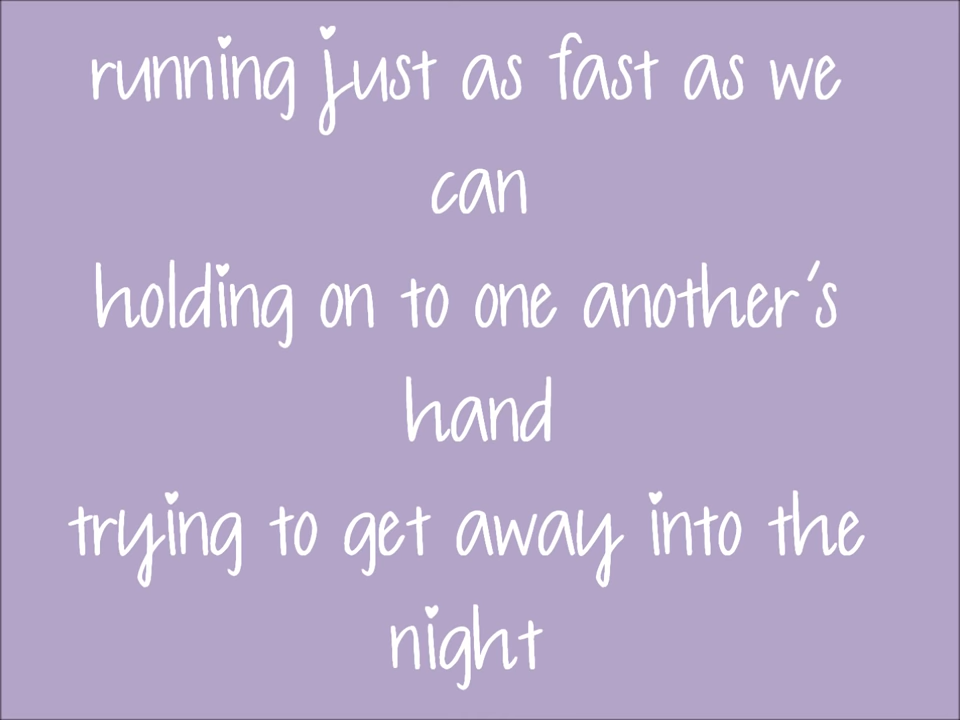 running just as fast as we
can
holding on to one another's
hand
trying to get away into the
night